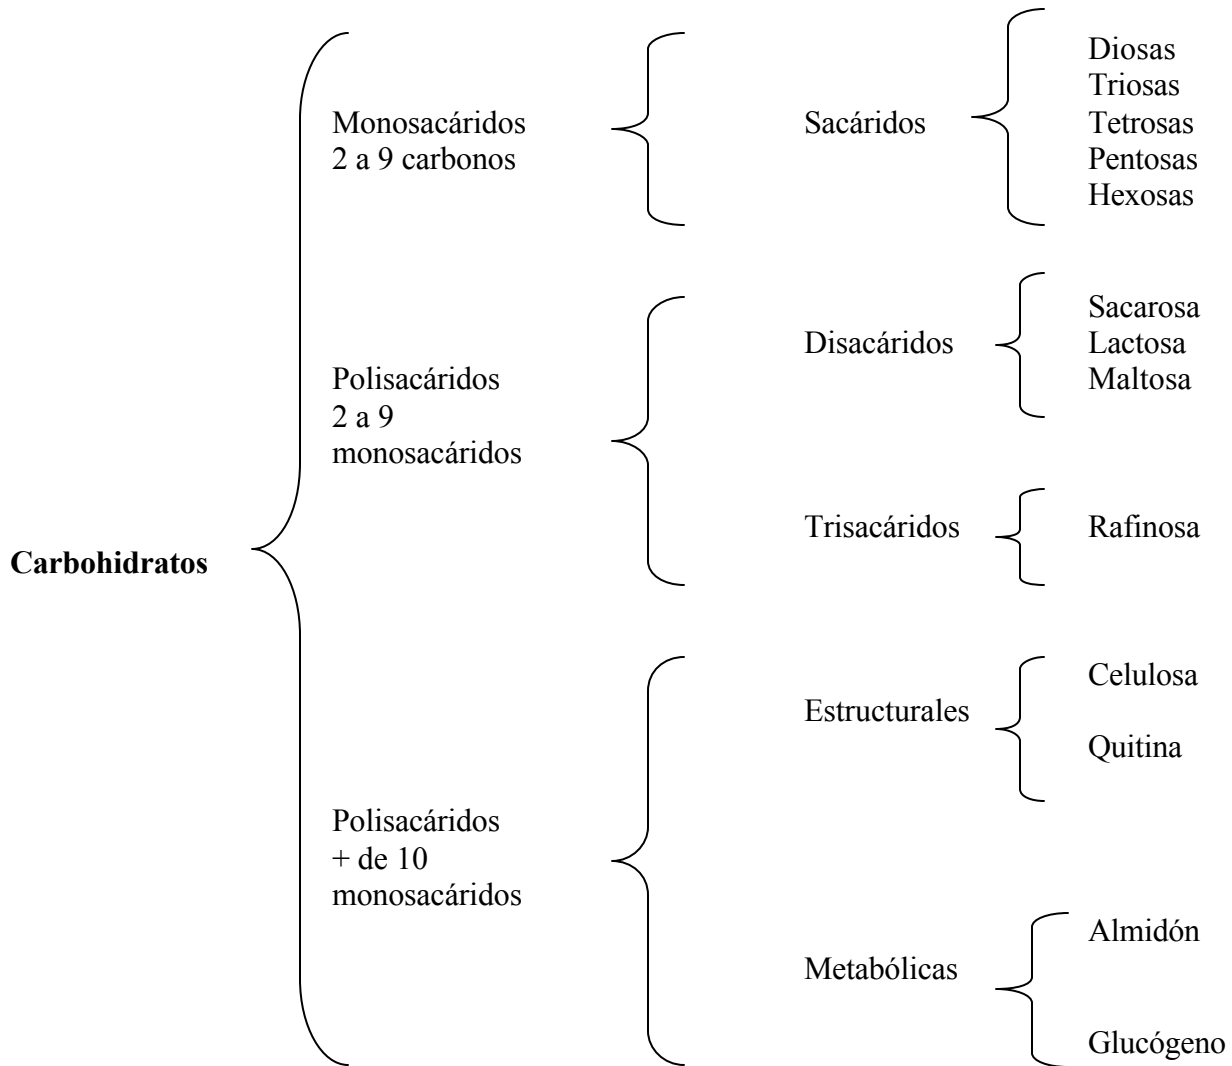 Carbohidratos
Monosacáridos
2 a 9 carbonos
Sacáridos
Diosas
Triosas
Tetrosas
Pentosas
Hexosas
Polisacáridos
2 a 9
monosacáridos
Disacáridos
Sacarosa
Lactosa
Maltosa
Trisacáridos
Rafinosa
Polisacáridos
+ de 10
monosacáridos
Estructurales
Celulosa
Quitina
Metabólicas
Almidón
Glucógeno